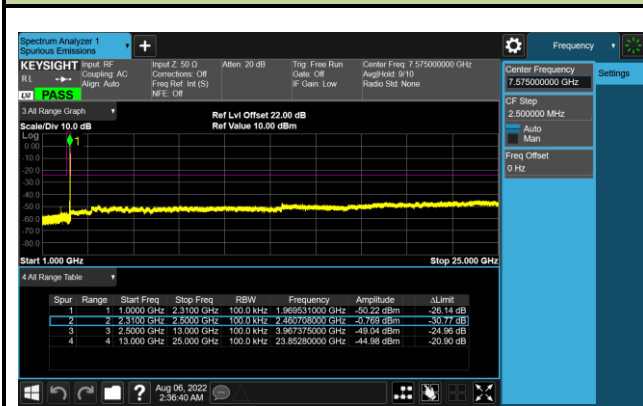 Spectrum Analyzer 1
Spurious Emissions
Frequency
KEYSIGHT
Input: RF
Coupling: AC
Align: Auto
Input Z: 50 Ω
Corrections: Off
Freq Ref: Int (S)
NFE: Off
Atten: 20 dB
Trig: Free Run
Gate: Off
IF Gain: Low
Center Freq: 7.575000000 GHz
Avg|Hold: 9/10
Radio Std: None
R L
LXI
PASS
Center Frequency
7.575000000 GHz
Settings
CF Step
2.500000 MHz
Auto
Man
Freq Offset
0 Hz
3 All Range Graph
Scale/Div 10.0 dB
Ref Lvl Offset 22.00 dB
Ref Value 10.00 dBm
Log
1
0.00
-10.0
-20.0
-30.0
-40.0
-50.0
-60.0
-70.0
-80.0
Start 1.000 GHz
Stop 25.000 GHz
4 All Range Table
Spur Range Start Freq Stop Freq RBW Frequency Amplitude ΔLimit
1 1 1.0000 GHz 2.3100 GHz 100.0 kHz 1.969531000 GHz -50.22 dBm -26.14 dB
2 2 2.3100 GHz 2.5000 GHz 100.0 kHz 2.460708000 GHz -0.769 dBm -30.77 dB
3 3 2.5000 GHz 13.000 GHz 100.0 kHz 3.967375000 GHz -49.04 dBm -24.96 dB
4 4 13.000 GHz 25.000 GHz 100.0 kHz 23.85280000 GHz -44.98 dBm -20.90 dB
Aug 06, 2022
2:36:40 AM